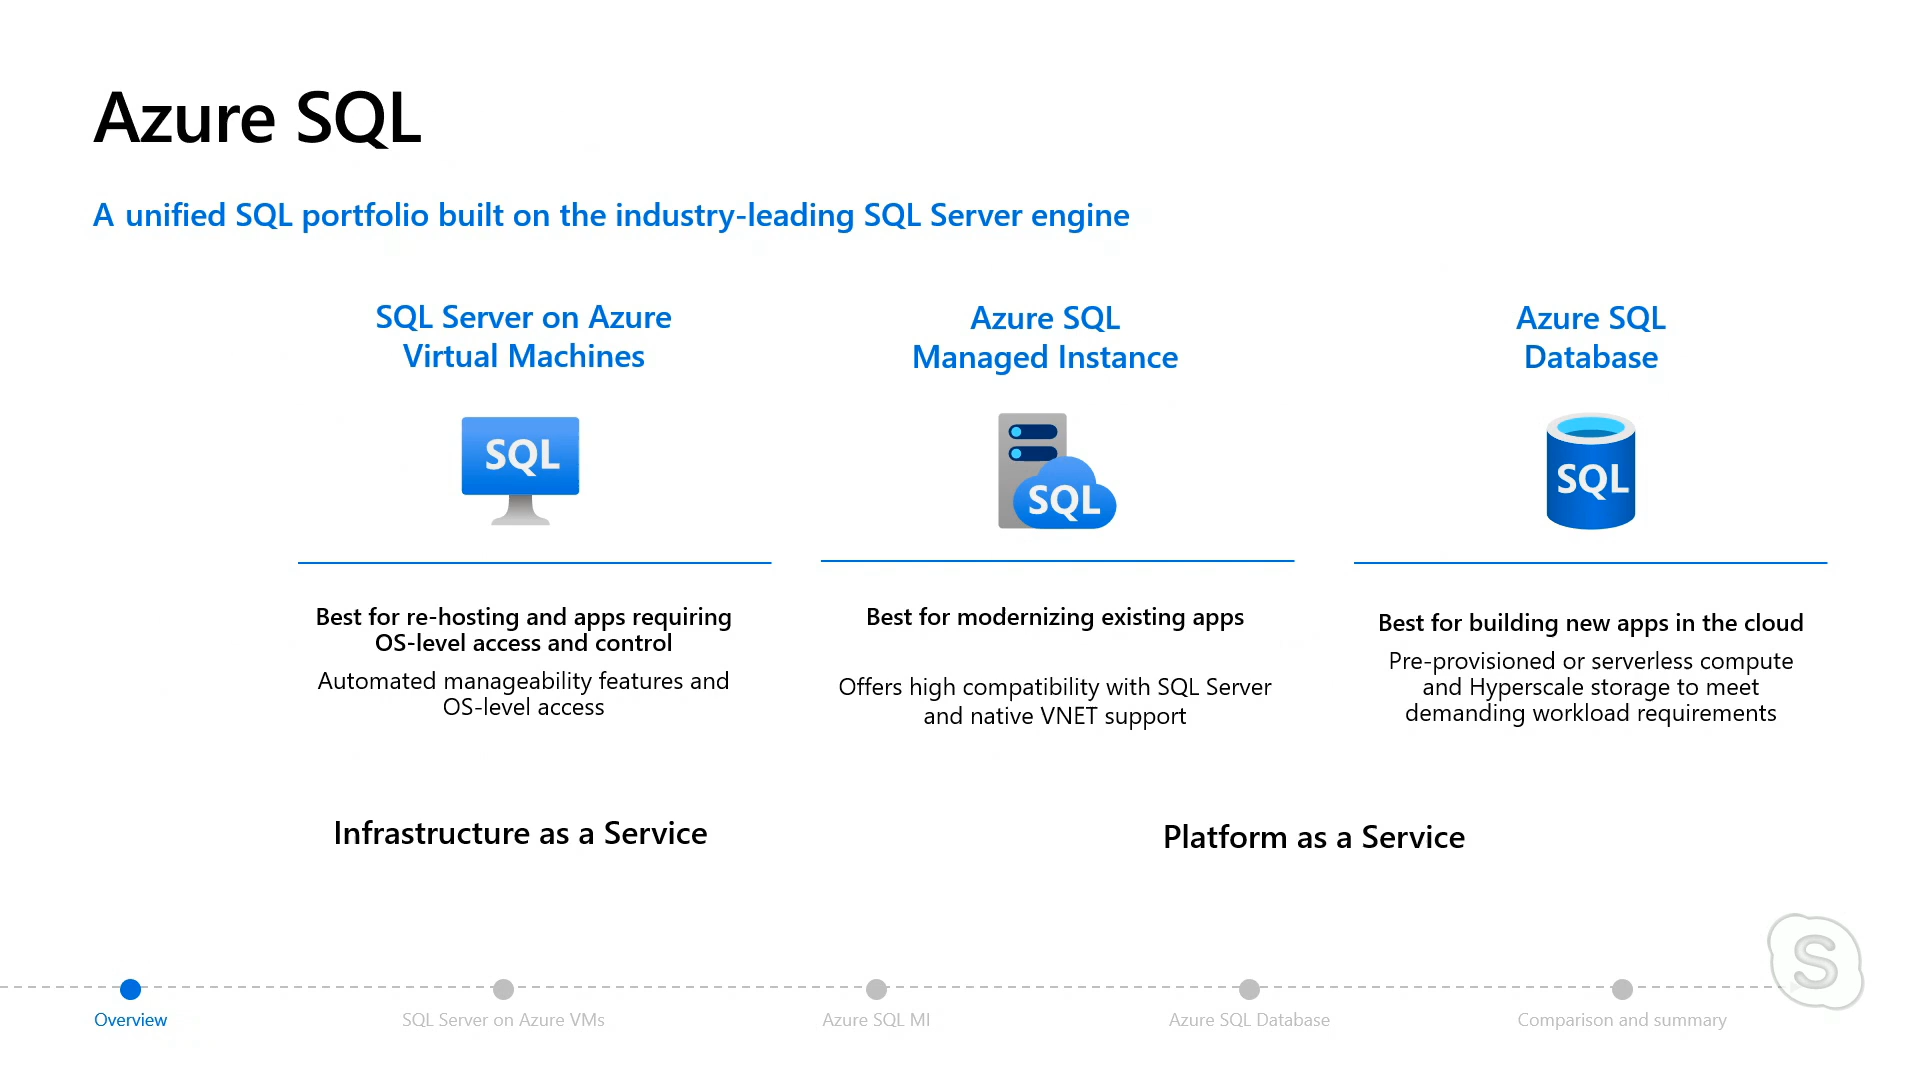 Azure SQL
A unified SQL portfolio built on the industry-leading SQL Server engine
SQL Server on Azure
Virtual Machines
SQL
Best for re-hosting and apps requiring
OS-level access and control
Automated manageability features and
OS-level access
Infrastructure as a Service
Azure SQL
Managed Instance
SQL
Best for modernizing existing apps
Offers high compatibility with SQL Server
and native VNET support
Azure SQL
Database
SQL
Best for building new apps in the cloud
Pre-provisioned or serverless compute
and Hyperscale storage to meet
demanding workload requirements
Platform as a Service
S
Overview
SQL Server on Azure VMs
Azure SQL MI
Azure SQL Database
Comparison and summary